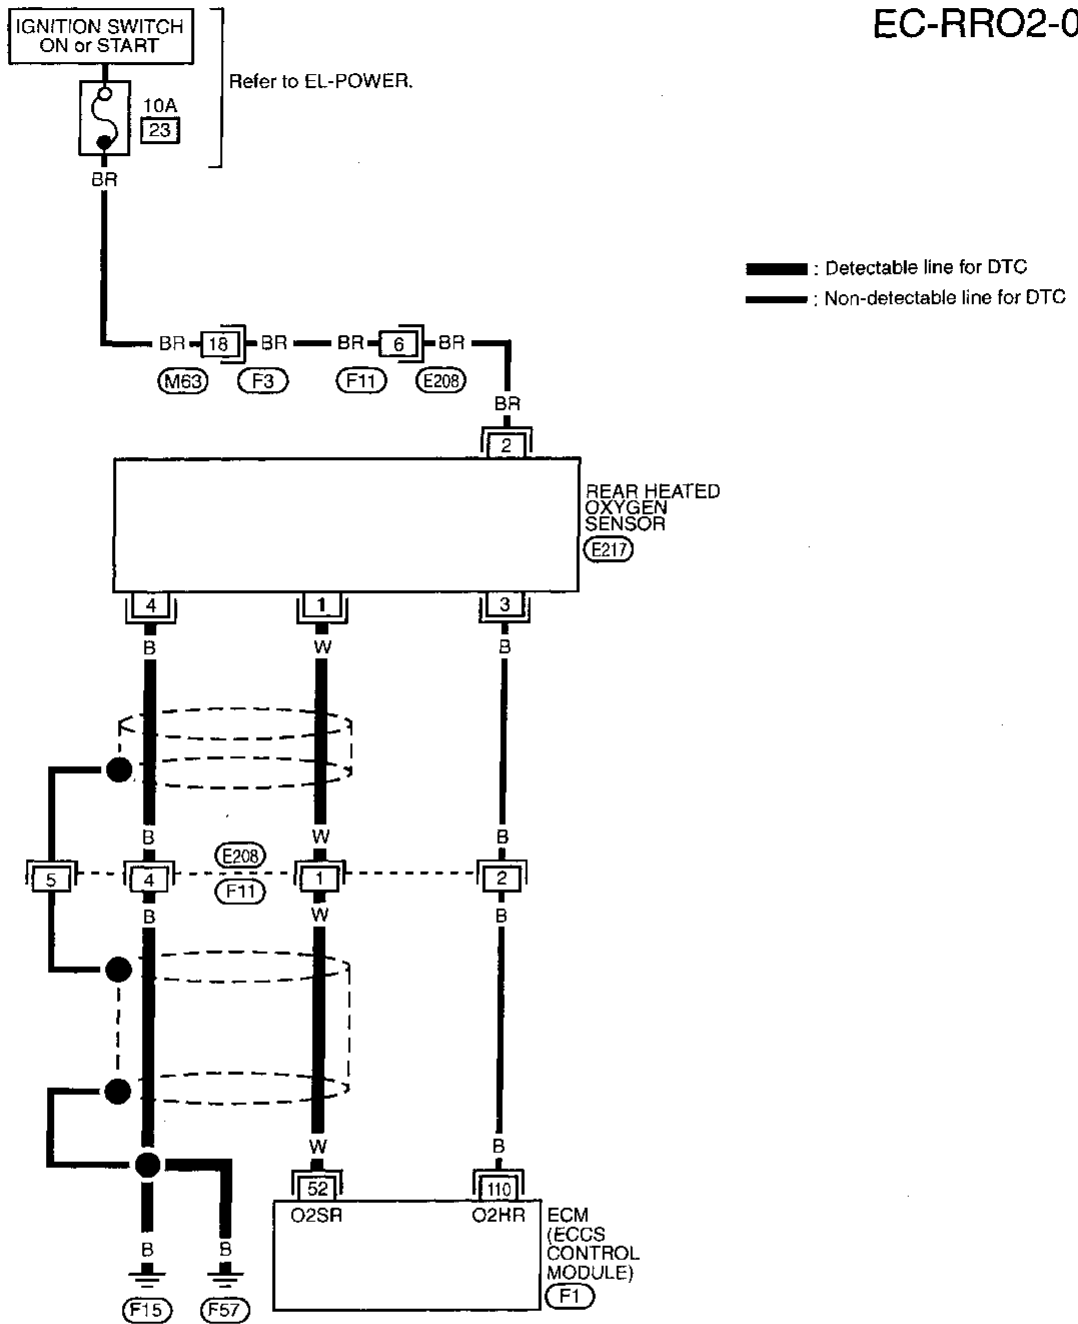 EC-RRO2-0
IGNITION SWITCH
ON or START
Refer to EL-POWER.
10A
23
BR
: Detectable line for DTC
: Non-detectable line for DTC
BR 18 BR BR 6 BR
M63 F3 F11 E208
BR
2
REAR HEATED
OXYGEN
SENSOR
E217
4 1 3
B W B
B W B
E208
5 4 1 2
F11
B W B
W B
52 110
O2SR O2HR
ECM
(ECCS
CONTROL
MODULE)
F1
B B
F15 F57